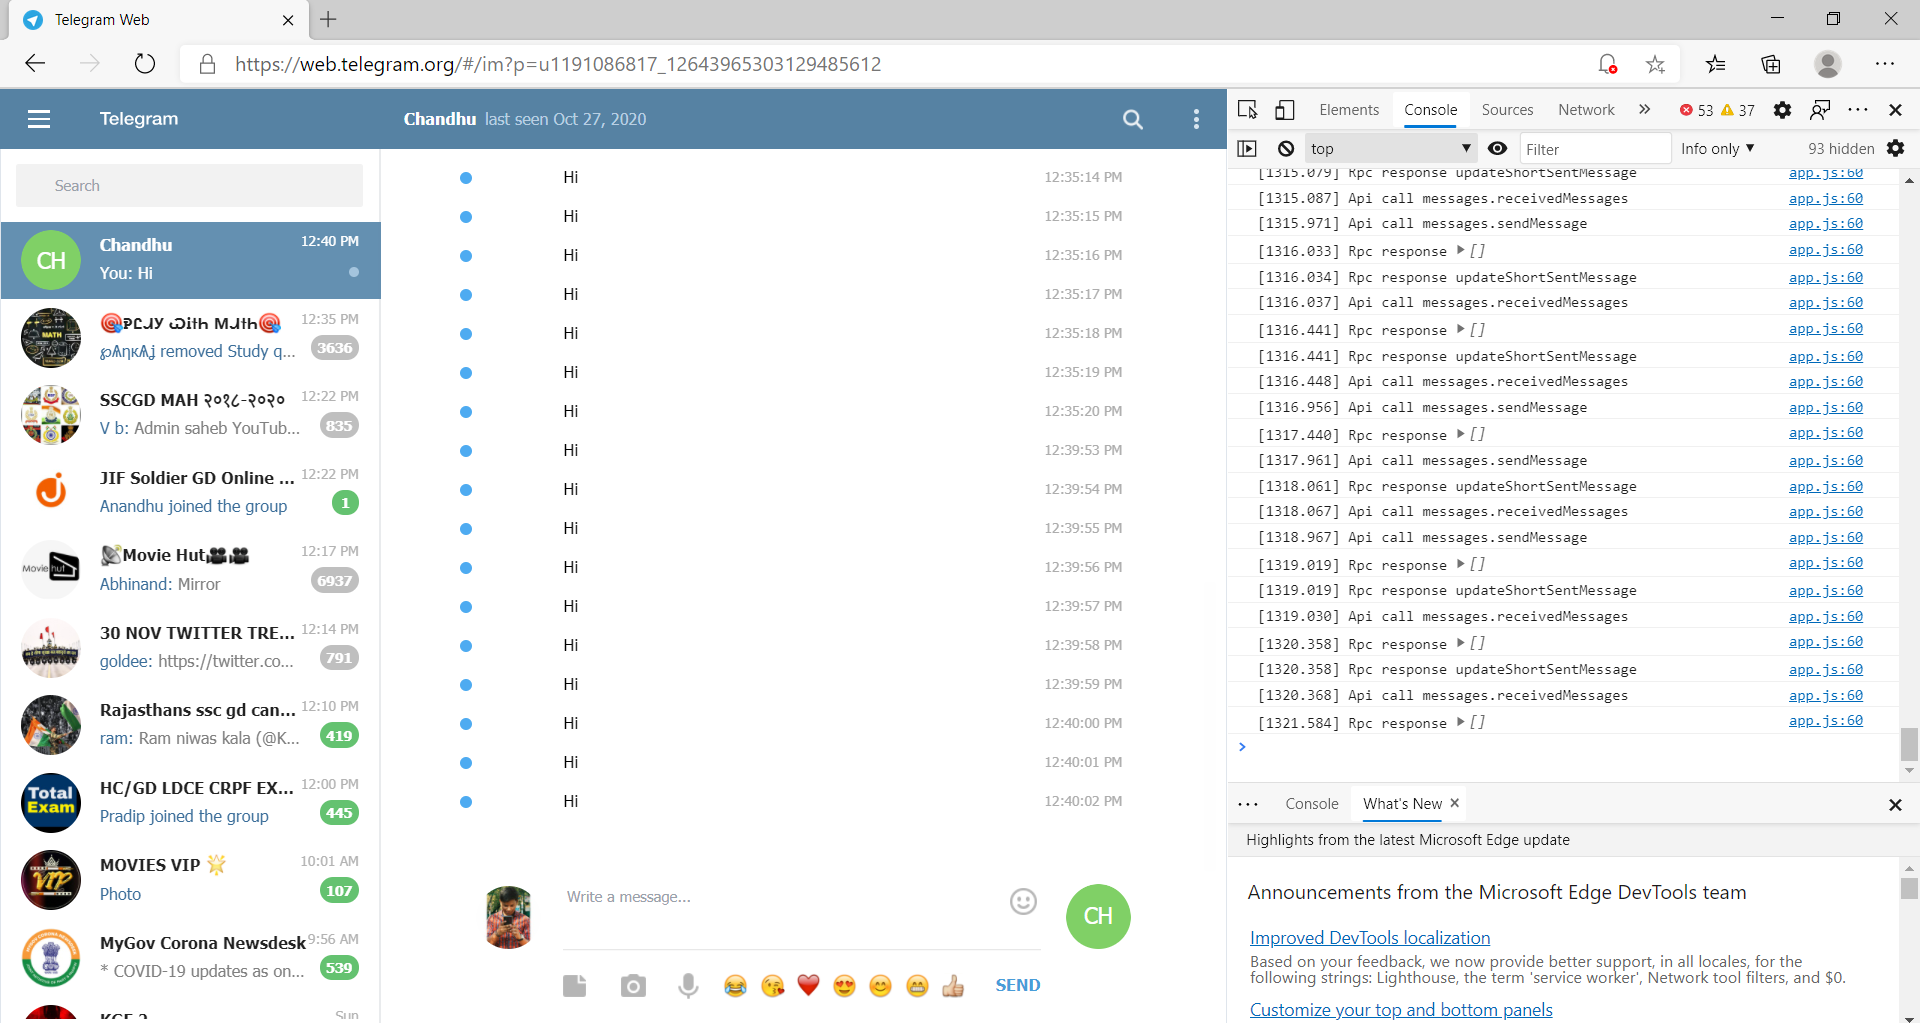 Telegram Web
https://web.telegram.org/#/im?p=u1191086817_12643965303129485612
Telegram
Chandhu last seen Oct 27, 2020
Search
CH
Chandhu 12:40 PM
You: Hi
MATH
12:35 PM
removed Study q... 3636
SSCGD MAH २०१८-२०२० 12:22 PM
V b: Admin saheb YouTub... 835
JIF Soldier GD Online ... 12:22 PM
Anandhu joined the group 1
Movie hut
📡Movie Hut🎥🎥 12:17 PM
Abhinand: Mirror 6937
30 NOV TWITTER TRE... 12:14 PM
goldee: https://twitter.co... 791
Rajasthans ssc gd can... 12:10 PM
ram: Ram niwas kala (@K... 419
Total Exam
HC/GD LDCE CRPF EX... 12:00 PM
Pradip joined the group 445
VIP
MOVIES VIP 🌟 10:01 AM
Photo 107
MyGov Corona Newsdesk 9:56 AM
* COVID-19 updates as on... 539
KGF 2 Sun
Hi 12:35:14 PM
Hi 12:35:15 PM
Hi 12:35:16 PM
Hi 12:35:17 PM
Hi 12:35:18 PM
Hi 12:35:19 PM
Hi 12:35:20 PM
Hi 12:39:53 PM
Hi 12:39:54 PM
Hi 12:39:55 PM
Hi 12:39:56 PM
Hi 12:39:57 PM
Hi 12:39:58 PM
Hi 12:39:59 PM
Hi 12:40:00 PM
Hi 12:40:01 PM
Hi 12:40:02 PM
Write a message...
CH
SEND
Elements Console Sources Network » 53 37
top Filter Info only 93 hidden
[1315.079] Rpc response updateShortSentMessage app.js:60
[1315.087] Api call messages.receivedMessages app.js:60
[1315.971] Api call messages.sendMessage app.js:60
[1316.033] Rpc response ▶[] app.js:60
[1316.034] Rpc response updateShortSentMessage app.js:60
[1316.037] Api call messages.receivedMessages app.js:60
[1316.441] Rpc response ▶[] app.js:60
[1316.441] Rpc response updateShortSentMessage app.js:60
[1316.448] Api call messages.receivedMessages app.js:60
[1316.956] Api call messages.sendMessage app.js:60
[1317.440] Rpc response ▶[] app.js:60
[1317.961] Api call messages.sendMessage app.js:60
[1318.061] Rpc response updateShortSentMessage app.js:60
[1318.067] Api call messages.receivedMessages app.js:60
[1318.967] Api call messages.sendMessage app.js:60
[1319.019] Rpc response ▶[] app.js:60
[1319.019] Rpc response updateShortSentMessage app.js:60
[1319.030] Api call messages.receivedMessages app.js:60
[1320.358] Rpc response ▶[] app.js:60
[1320.358] Rpc response updateShortSentMessage app.js:60
[1320.368] Api call messages.receivedMessages app.js:60
[1321.584] Rpc response ▶[] app.js:60
Console What's New
Highlights from the latest Microsoft Edge update
Announcements from the Microsoft Edge DevTools team
Improved DevTools localization
Based on your feedback, we now provide better support, in all locales, for the
following strings: Lighthouse, the term 'service worker', Network tool filters, and $0.
Customize your top and bottom panels